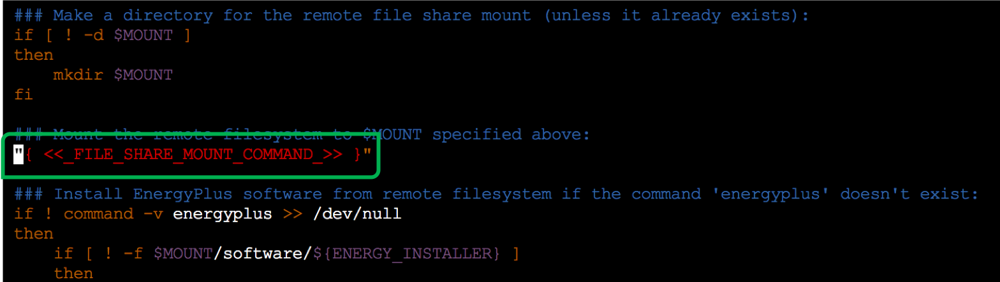 ### Make a directory for the remote file share mount (unless it already exists):
if [ ! -d $MOUNT ]
then
    mkdir $MOUNT
fi
### Mount the remote filesystem to $MOUNT specified above:
"{ <<_FILE_SHARE_MOUNT_COMMAND_>> }"
### Install EnergyPlus software from remote filesystem if the command 'energyplus' doesn't exist:
if ! command -v energyplus >> /dev/null
then
    if [ ! -f $MOUNT/software/${ENERGY_INSTALLER} ]
    then